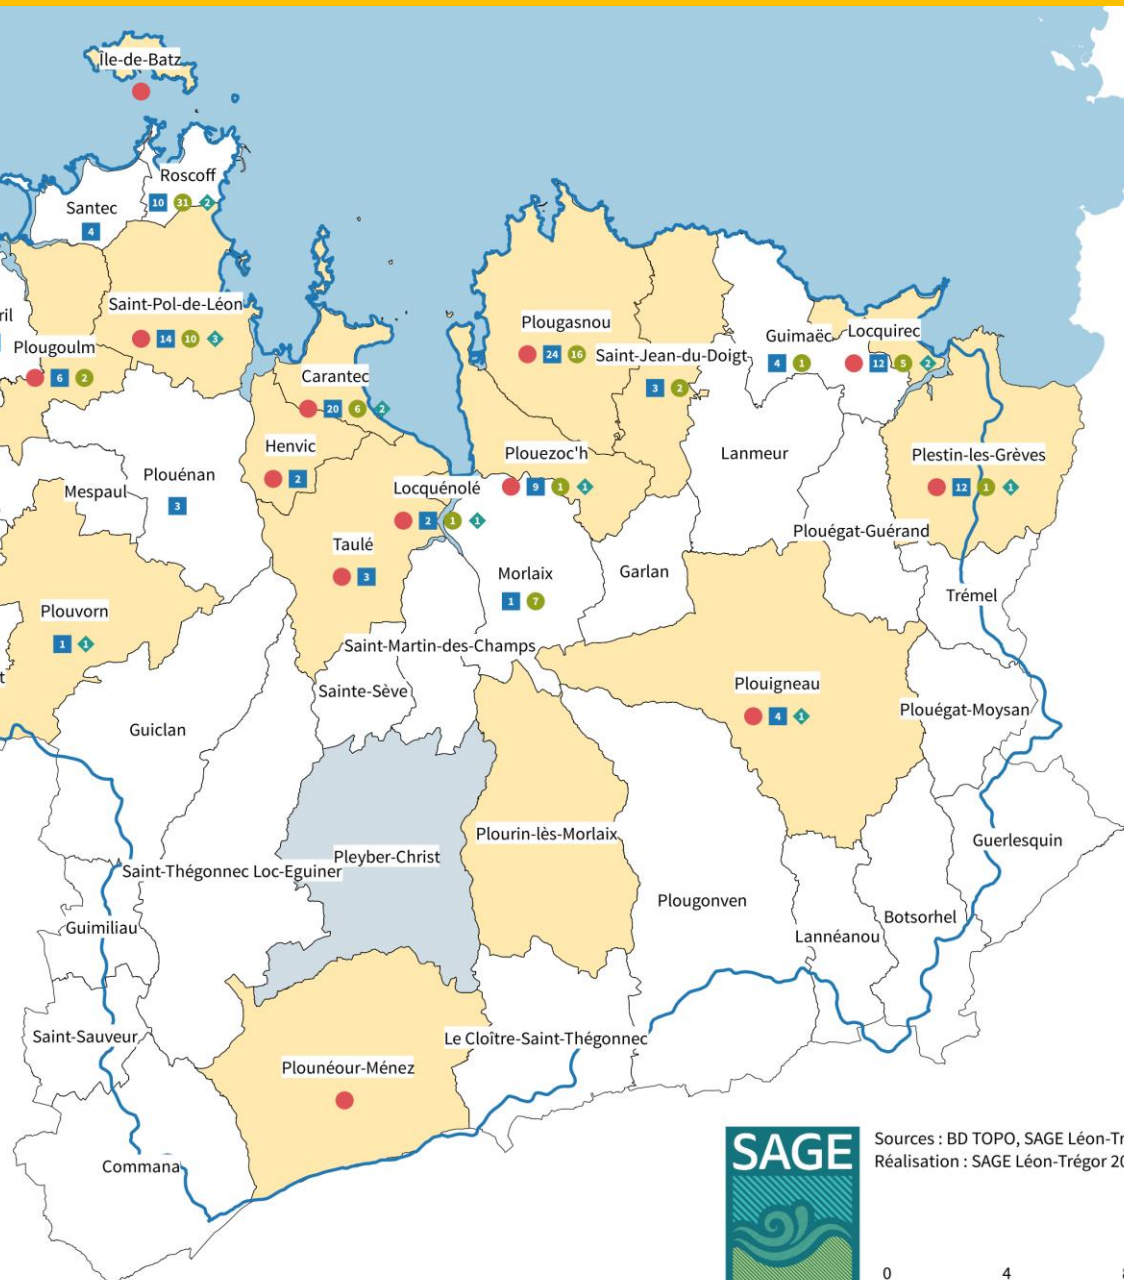 Île-de-Batz
Roscoff
10 31 2
Santec
4
Saint-Pol-de-Léon
14 10 3
ril
Plougoulm
6 2
Plougasnou
24 16
Saint-Jean-du-Doigt
3 2
Guimaëc
4 1
Locquirec
12 5 2
Carantec
20 6 2
Henvic
2
Plouezoc'h
9 1 1
Lanmeur
Plestin-les-Grèves
12 1 1
Plouénan
3
Mespaul
Locquénolé
2 1 1
Plouégat-Guérand
Taulé
3
Morlaix
1 7
Garlan
Trémel
Plouvorn
1 1
Saint-Martin-des-Champs
t
Sainte-Sève
Plouigneau
4 1
Plouégat-Moysan
Guiclan
Plourin-lès-Morlaix
Guerlesquin
Pleyber-Christ
Saint-Thégonnec Loc-Eguiner
Plougonven
Botsorhel
Guimiliau
Lannéanou
Saint-Sauveur
Le Cloître-Saint-Thégonnec
Plounéour-Ménez
Commana
SAGE
Sources : BD TOPO, SAGE Léon-Tr
Réalisation : SAGE Léon-Trégor 20
0 4